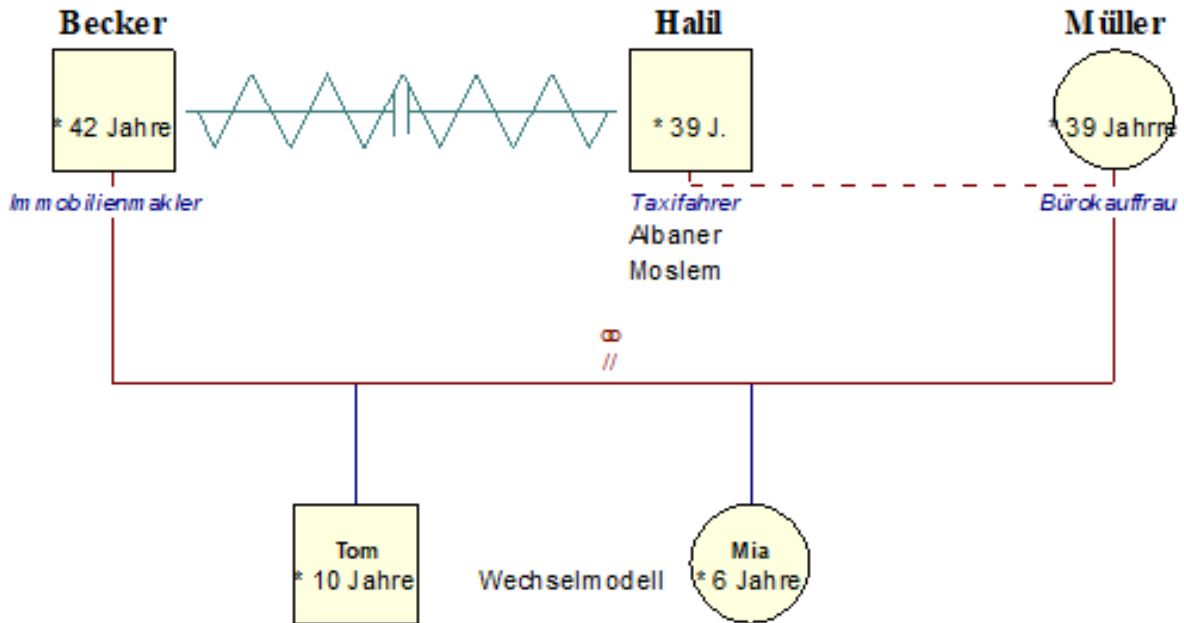 Becker
Halil
Müller
* 42 Jahre
* 39 J.
* 39 Jahrre
Immobilienmakler
Taxifahrer
Bürokauffrau
Albaner
Moslem
ꝏ
//
Tom
* 10 Jahre
Wechselmodell
Mia
* 6 Jahre